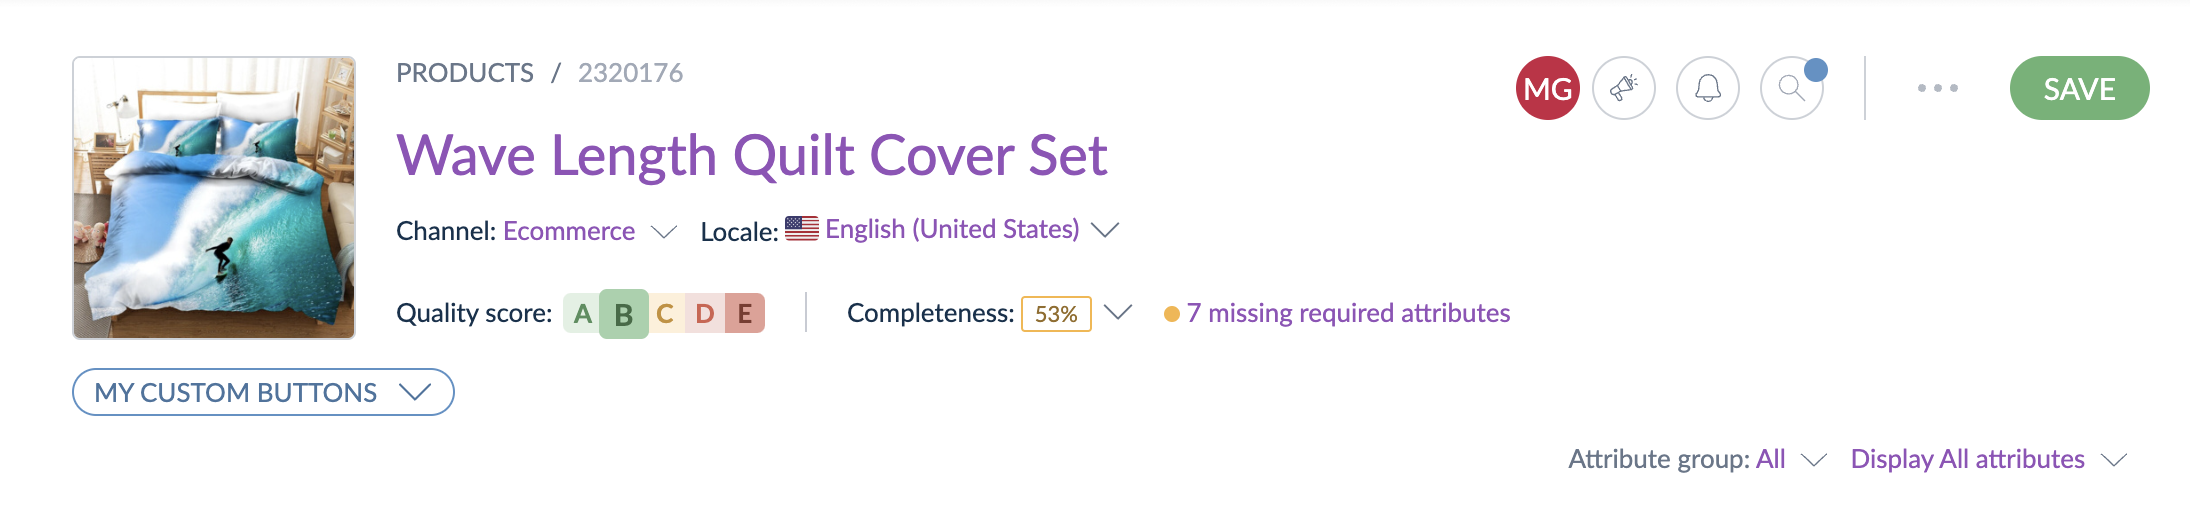 PRODUCTS / 2320176
MG
SAVE
Wave Length Quilt Cover Set
Channel: Ecommerce Locale: English (United States)
Quality score: A B C D E Completeness: 53% 7 missing required attributes
MY CUSTOM BUTTONS
Attribute group: All Display All attributes